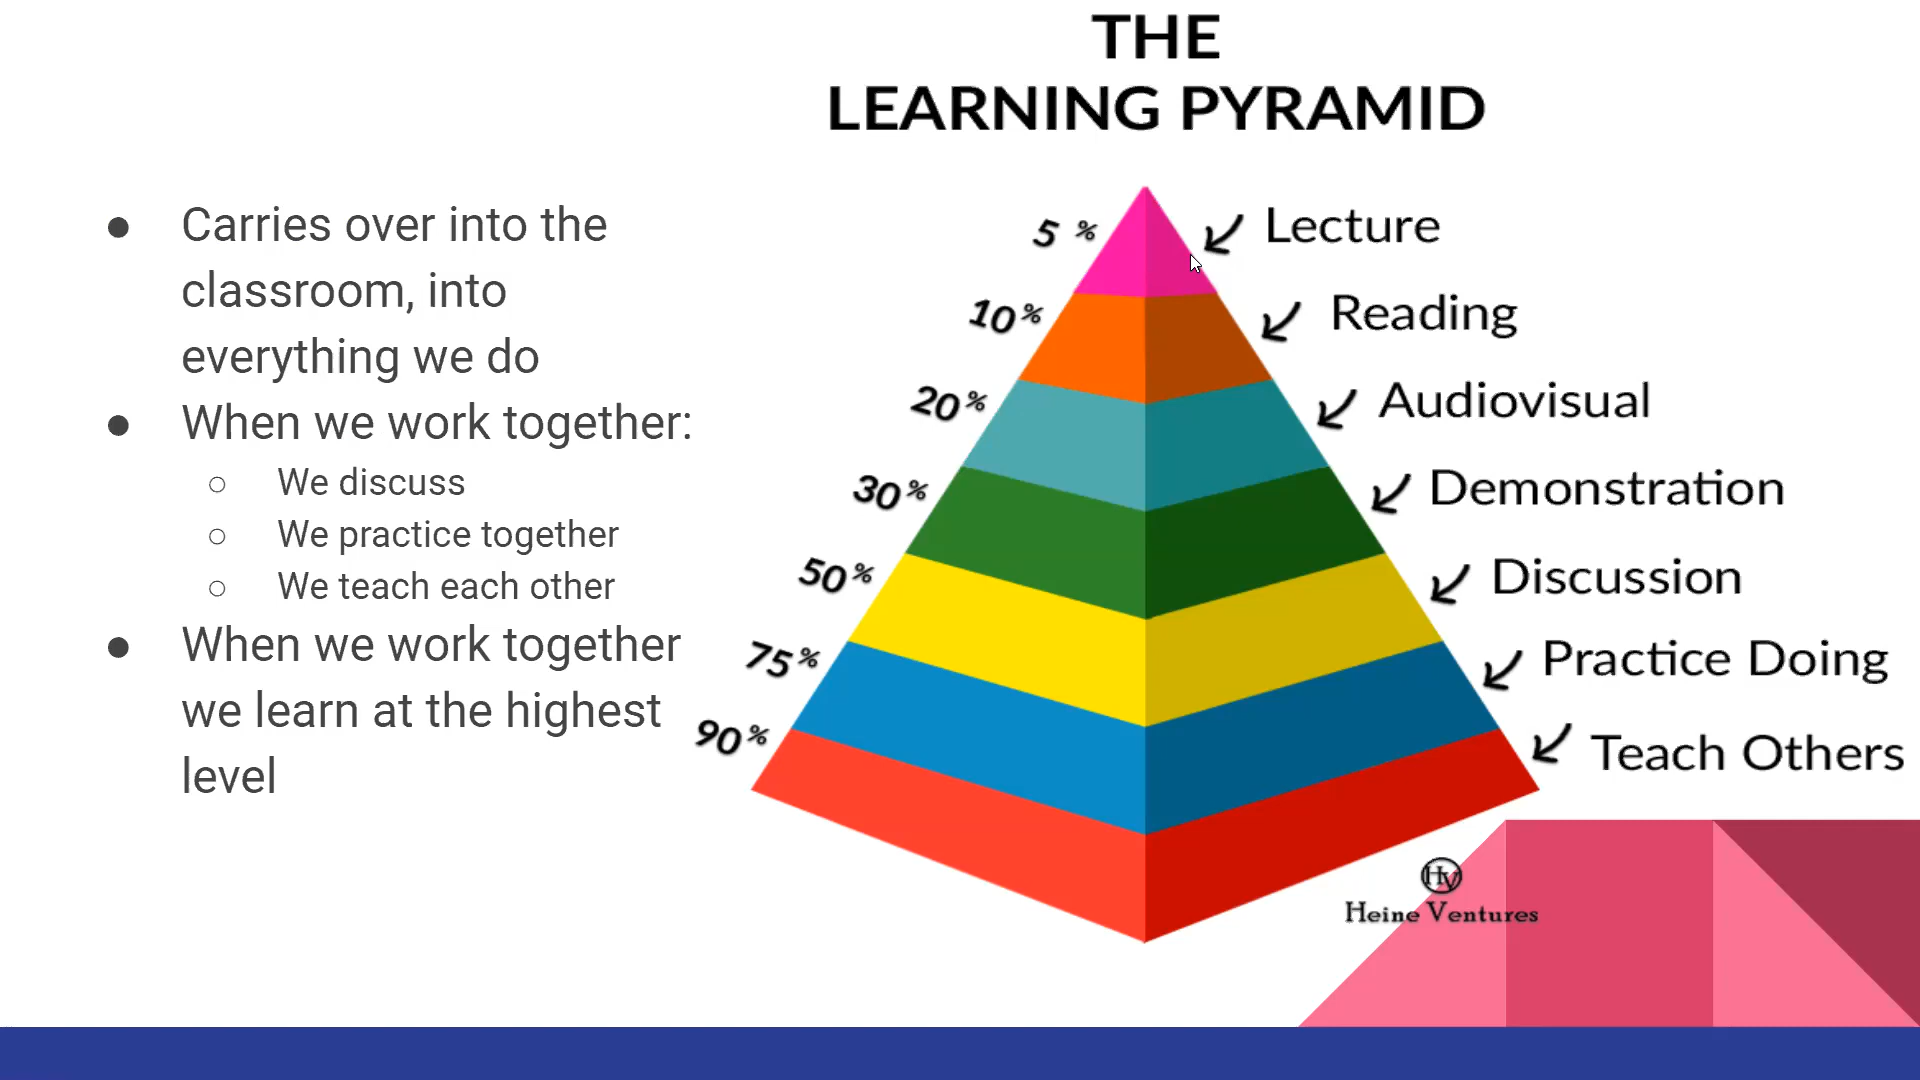 THE
LEARNING PYRAMID
● Carries over into the
classroom, into
everything we do
● When we work together:
○ We discuss
○ We practice together
○ We teach each other
● When we work together
we learn at the highest
level
5 % Lecture
10 % Reading
20 % Audiovisual
30 % Demonstration
50 % Discussion
75 % Practice Doing
90 % Teach Others
HV
Heine Ventures